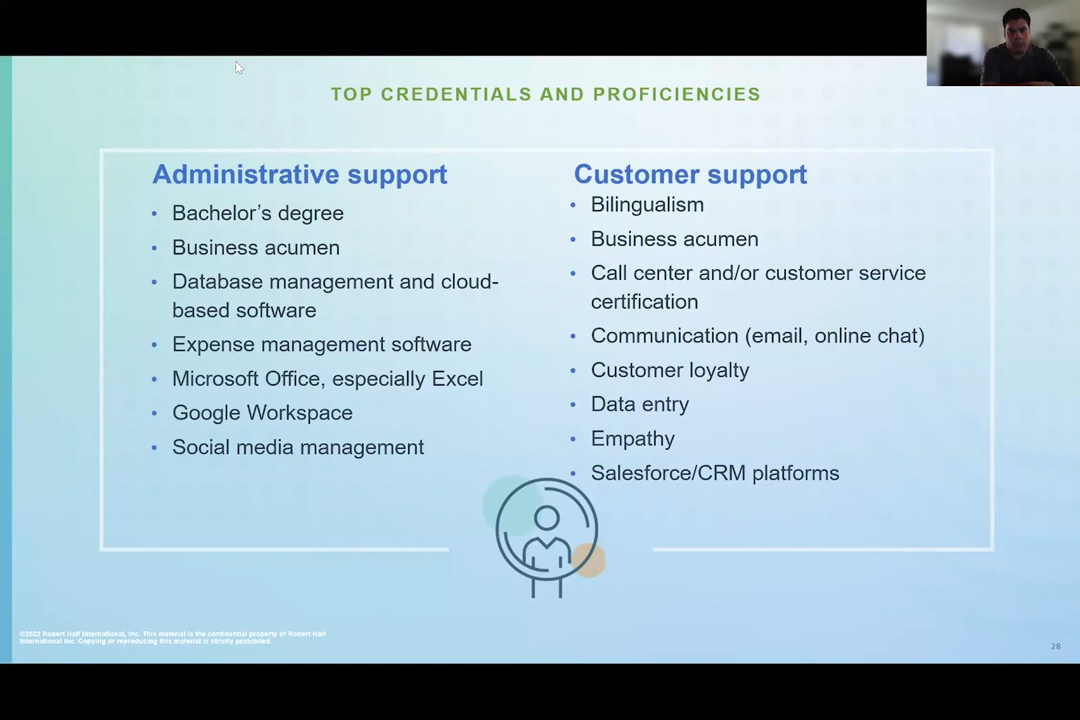 TOP CREDENTIALS AND PROFICIENCIES
Administrative support
• Bachelor’s degree
• Business acumen
• Database management and cloud-
based software
• Expense management software
• Microsoft Office, especially Excel
• Google Workspace
• Social media management
Customer support
• Bilingualism
• Business acumen
• Call center and/or customer service
certification
• Communication (email, online chat)
• Customer loyalty
• Data entry
• Empathy
• Salesforce/CRM platforms
©2022 Robert Half International, Inc. This material is the confidential property of Robert Half
International Inc. Copying or reproducing this material is strictly prohibited.
28